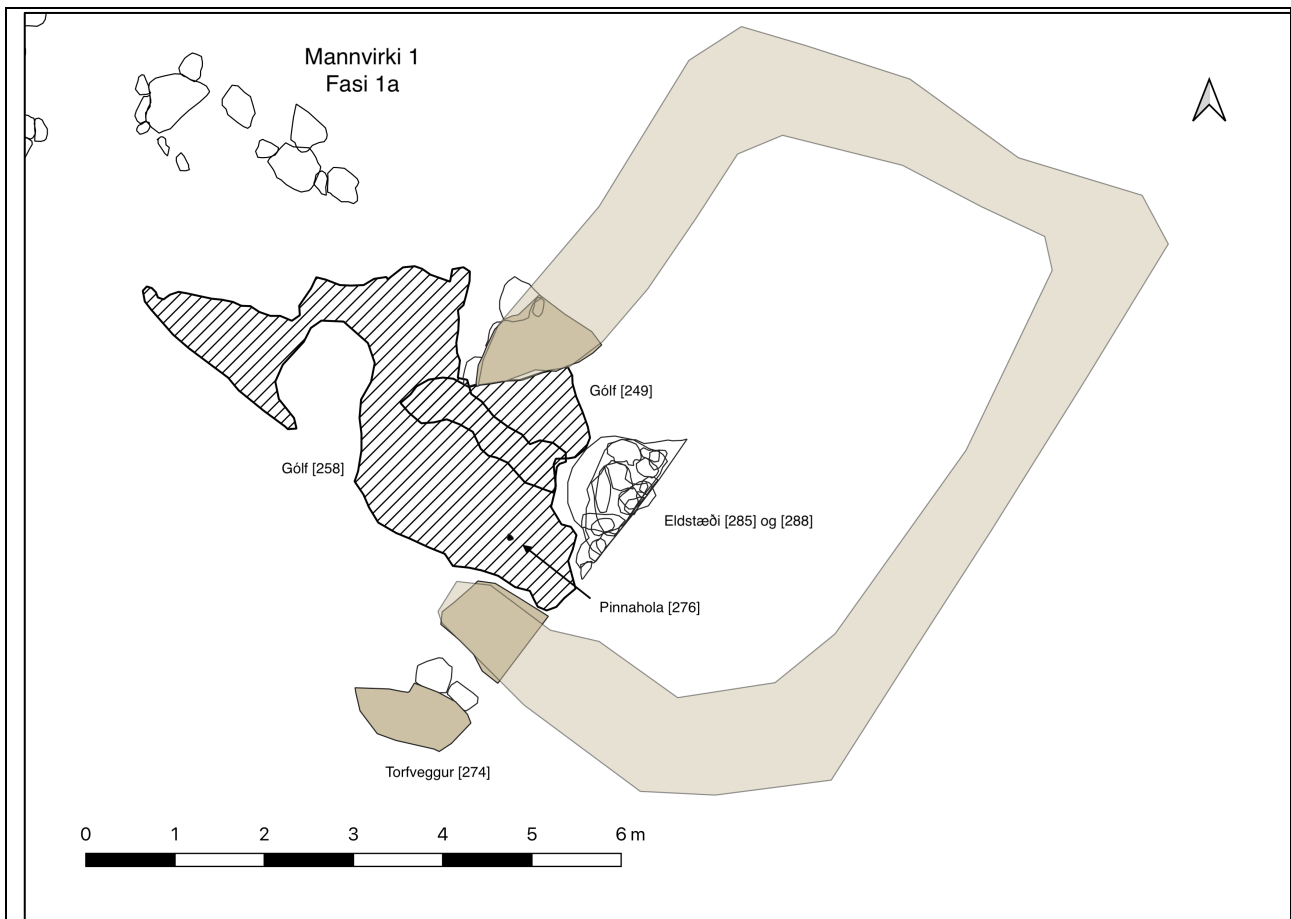 Mannvirki 1
Fasi 1a
Gólf [249]
Gólf [258]
Eldstæði [285] og [288]
Pinnahola [276]
Torfveggur [274]
0 1 2 3 4 5 6 m